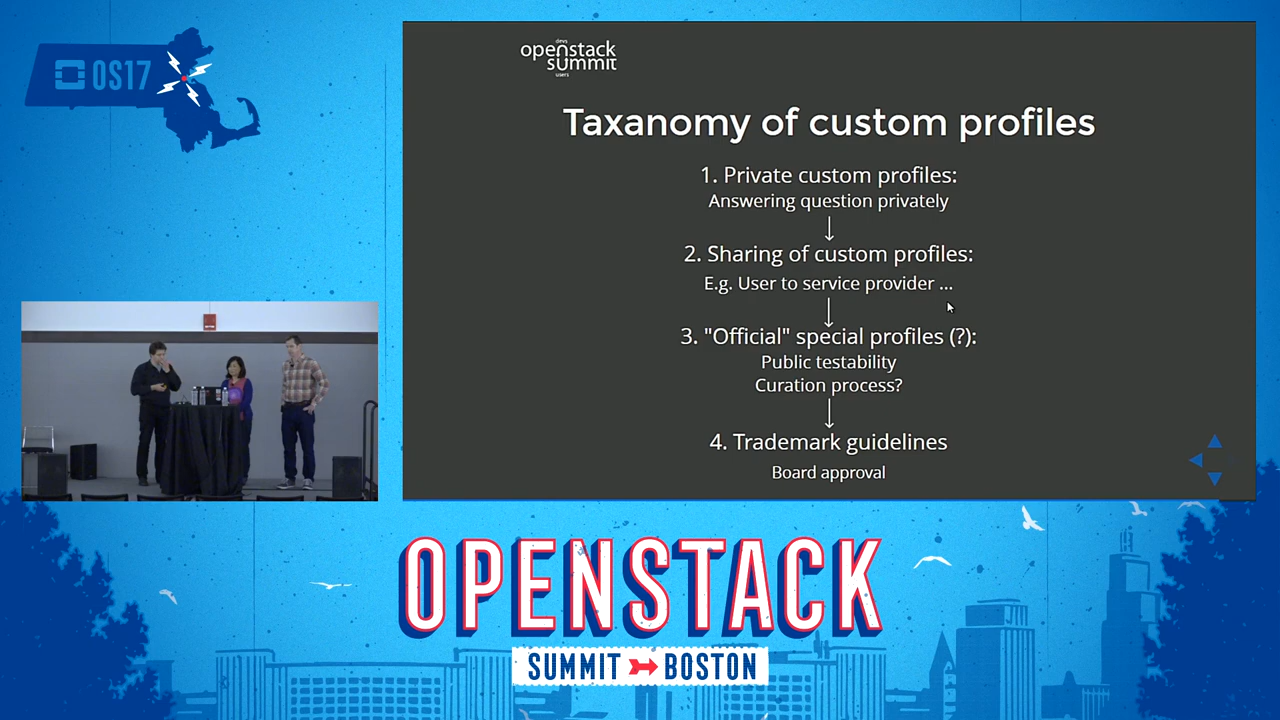 OS17
devs
openstack
summit
users
Taxanomy of custom profiles
1. Private custom profiles:
Answering question privately
2. Sharing of custom profiles:
E.g. User to service provider ...
3. "Official" special profiles (?):
Public testability
Curation process?
4. Trademark guidelines
Board approval
OPENSTACK
SUMMIT BOSTON